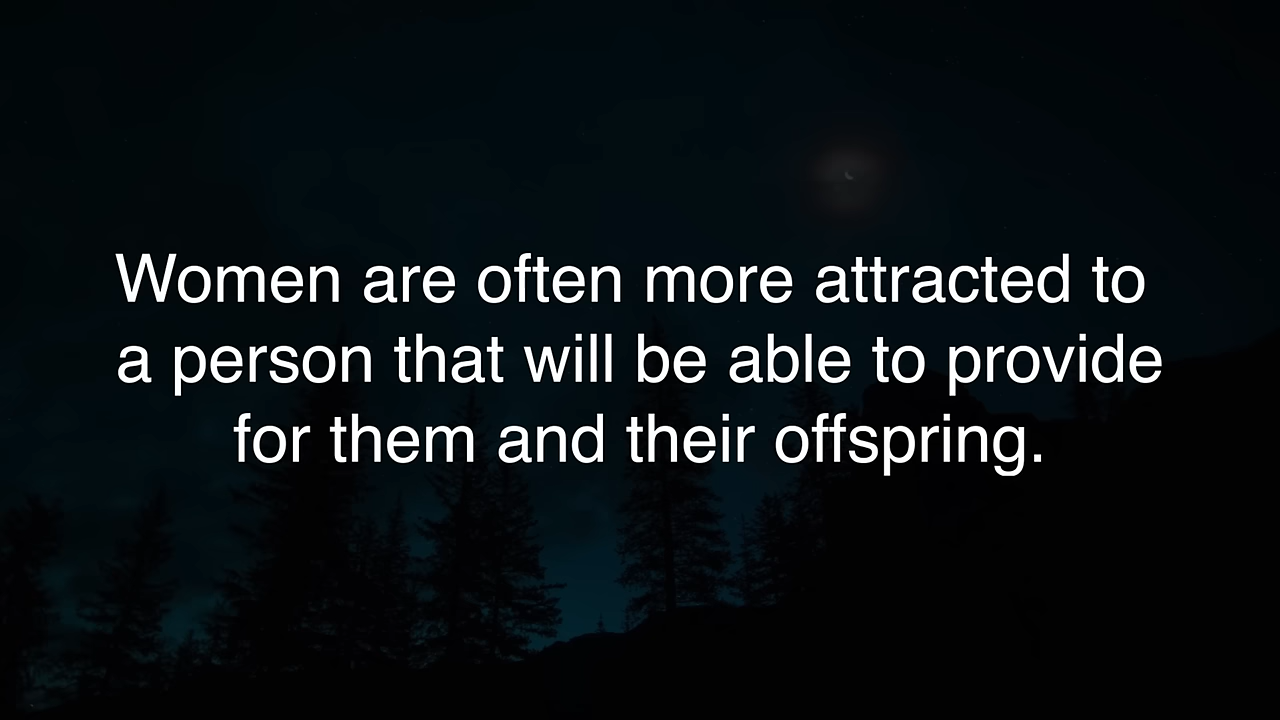 Women are often more attracted to
a person that will be able to provide
for them and their offspring.